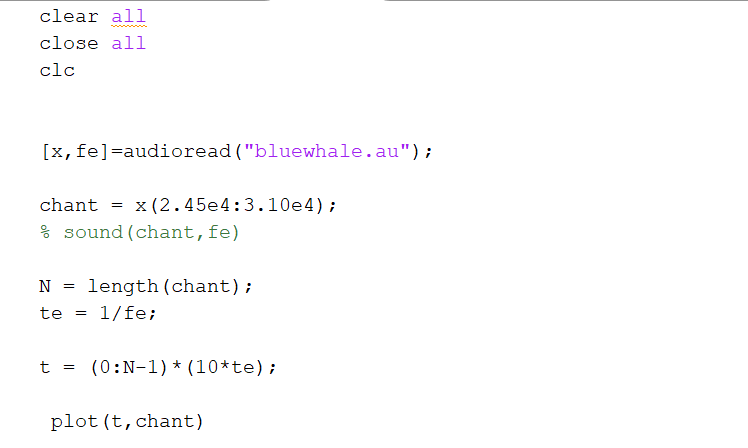 clear all
close all
clc
[x,fe]=audioread("bluewhale.au");
chant = x(2.45e4:3.10e4);
% sound(chant,fe)
N = length(chant);
te = 1/fe;
t = (0:N-1)*(10*te);
plot(t,chant)